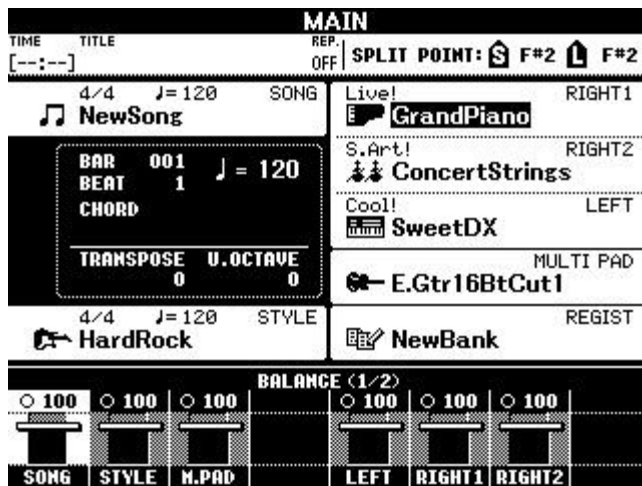 MAIN
TIME TITLE REP.
[--:--] OFF
SPLIT POINT: S F#2 L F#2
4/4 ♩=120 SONG
NewSong
BAR 001
BEAT 1
♩= 120
CHORD
TRANSPOSE U.OCTAVE
0 0
4/4 ♩=120 STYLE
HardRock
Live! RIGHT1
GrandPiano
S.Art! RIGHT2
ConcertStrings
Cool! LEFT
SweetDX
MULTI PAD
E.Gtr16BtCut1
REGIST
NewBank
BALANCE (1/2)
100 100 100 100 100 100
SONG STYLE M.PAD LEFT RIGHT1 RIGHT2